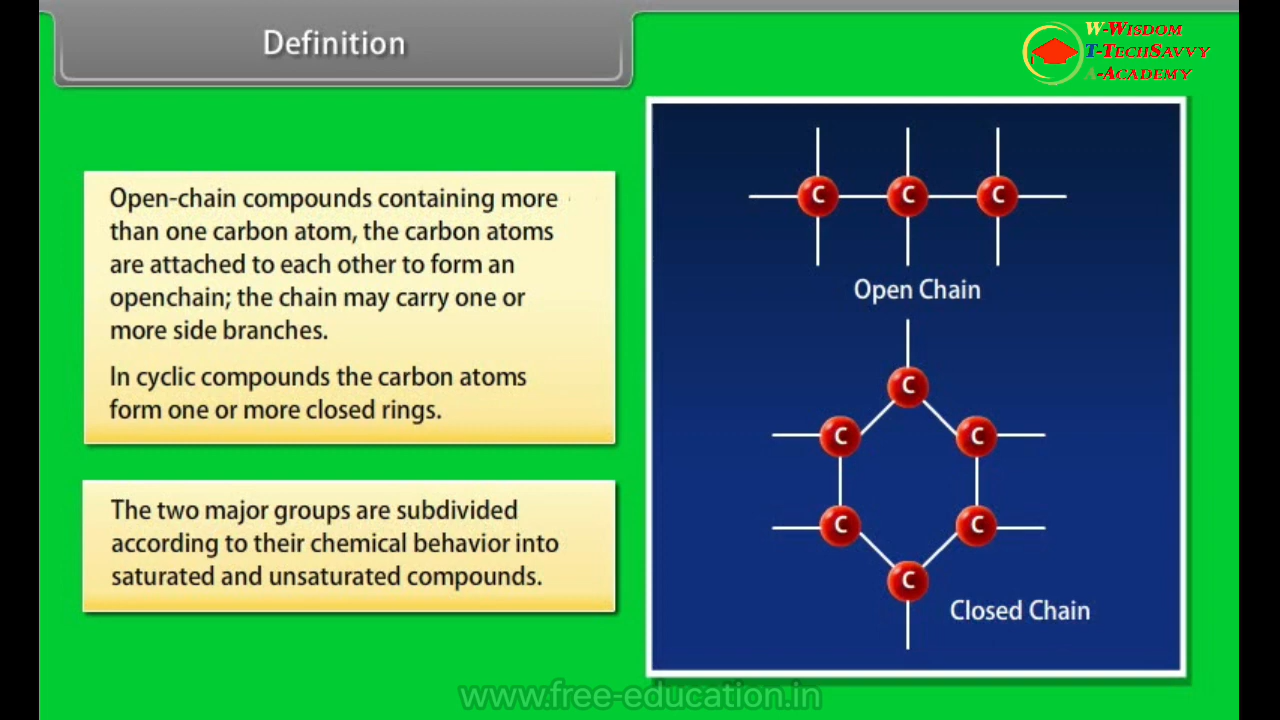 Definition
W-Wisdom
T-TechSavvy
A-Academy
Open-chain compounds containing more
than one carbon atom, the carbon atoms
are attached to each other to form an
openchain; the chain may carry one or
more side branches.
In cyclic compounds the carbon atoms
form one or more closed rings.
The two major groups are subdivided
according to their chemical behavior into
saturated and unsaturated compounds.
C C C
Open Chain
C
C C
C C
C
Closed Chain
www.free-education.in